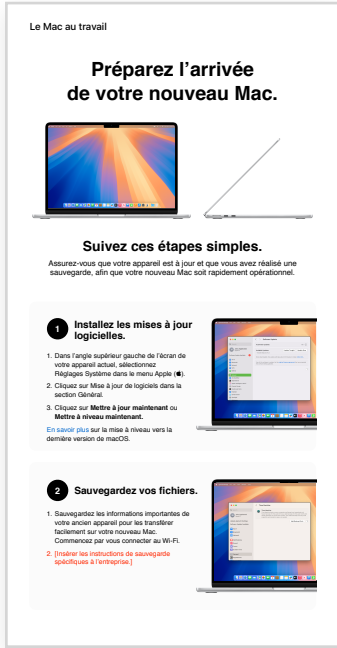 Le Mac au travail
Préparez l’arrivée
de votre nouveau Mac.
Suivez ces étapes simples.
Assurez-vous que votre appareil est à jour et que vous avez réalisé une
sauvegarde, afin que votre nouveau Mac soit rapidement opérationnel.
1
Installez les mises à jour
logicielles.
1. Dans l’angle supérieur gauche de l’écran de
votre appareil actuel, sélectionnez
Réglages Système dans le menu Apple ().
2. Cliquez sur Mise à jour de logiciels dans la
section Général.
3. Cliquez sur Mettre à jour maintenant ou
Mettre à niveau maintenant.
En savoir plus sur la mise à niveau vers la
dernière version de macOS.
2
Sauvegardez vos fichiers.
1. Sauvegardez les informations importantes de
votre ancien appareil pour les transférer
facilement sur votre nouveau Mac.
Commencez par vous connecter au Wi-Fi.
2. [Insérer les instructions de sauvegarde
spécifiques à l’entreprise.]